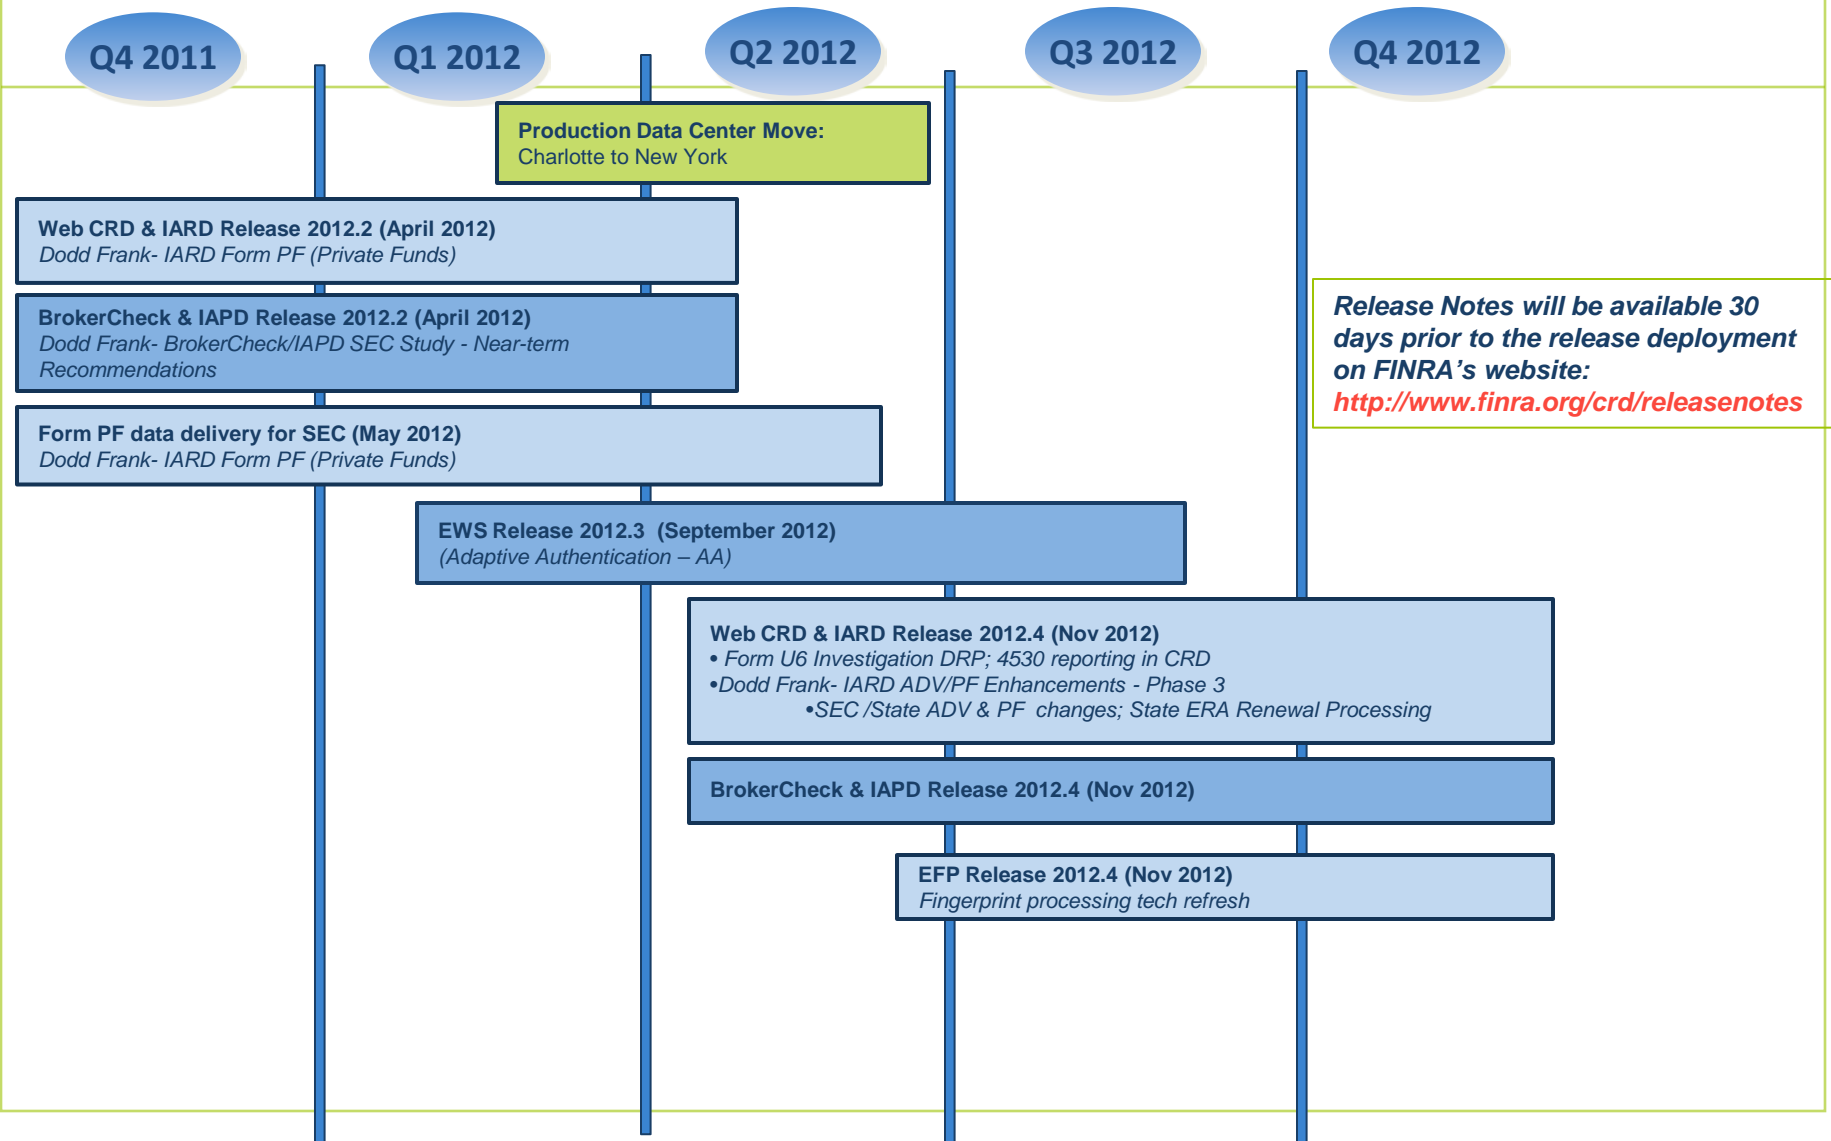 Q4 2011
Q1 2012
Q2 2012
Q3 2012
Q4 2012
Production Data Center Move:
Charlotte to New York
Web CRD & IARD Release 2012.2 (April 2012)
Dodd Frank- IARD Form PF (Private Funds)
BrokerCheck & IAPD Release 2012.2 (April 2012)
Dodd Frank- BrokerCheck/IAPD SEC Study - Near-term
Recommendations
Release Notes will be available 30
days prior to the release deployment
on FINRA's website:
http://www.finra.org/crd/releasenotes
Form PF data delivery for SEC (May 2012)
Dodd Frank- IARD Form PF (Private Funds)
EWS Release 2012.3  (September 2012)
(Adaptive Authentication – AA)
Web CRD & IARD Release 2012.4 (Nov 2012)
• Form U6 Investigation DRP; 4530 reporting in CRD
•Dodd Frank- IARD ADV/PF Enhancements - Phase 3
•SEC /State ADV & PF  changes; State ERA Renewal Processing
BrokerCheck & IAPD Release 2012.4 (Nov 2012)
EFP Release 2012.4 (Nov 2012)
Fingerprint processing tech refresh